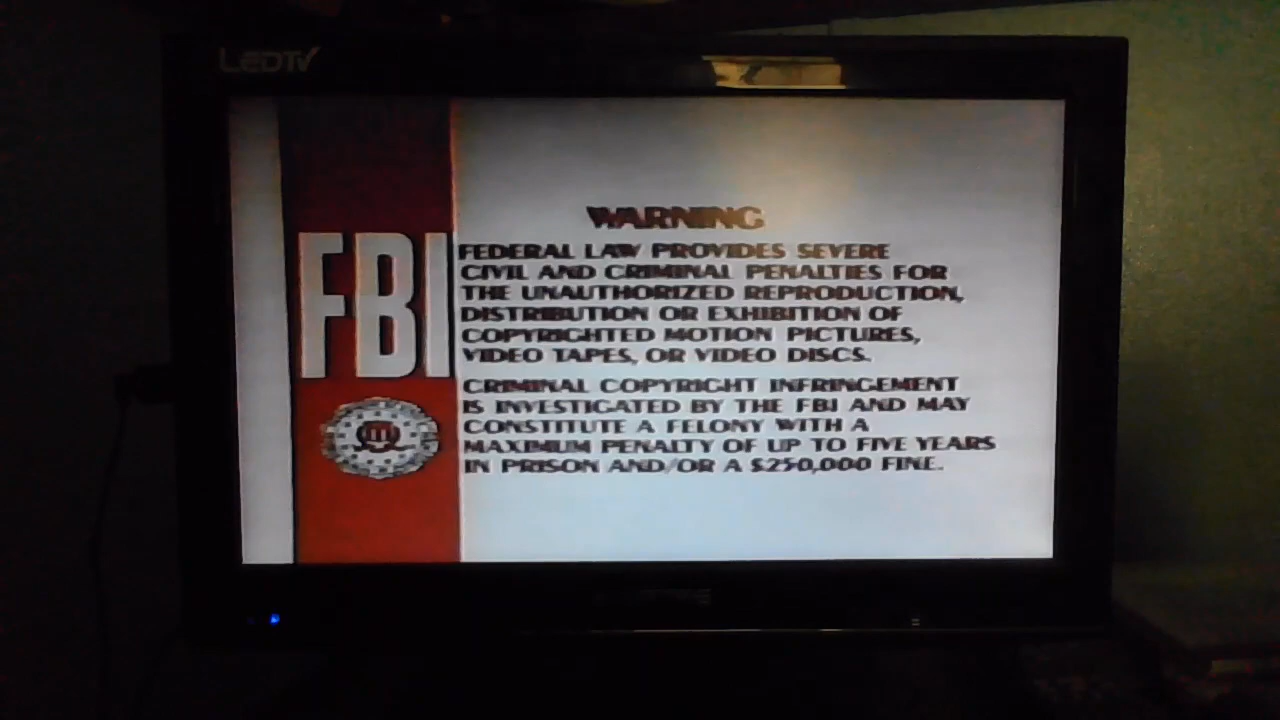 LEDTV
FBI
WARNING
FEDERAL LAW PROVIDES SEVERE
CIVIL AND CRIMINAL PENALTIES FOR
THE UNAUTHORIZED REPRODUCTION,
DISTRIBUTION OR EXHIBITION OF
COPYRIGHTED MOTION PICTURES,
VIDEO TAPES, OR VIDEO DISCS.
CRIMINAL COPYRIGHT INFRINGEMENT
IS INVESTIGATED BY THE FBI AND MAY
CONSTITUTE A FELONY WITH A
MAXIMUM PENALTY OF UP TO FIVE YEARS
IN PRISON AND/OR A $250,000 FINE.